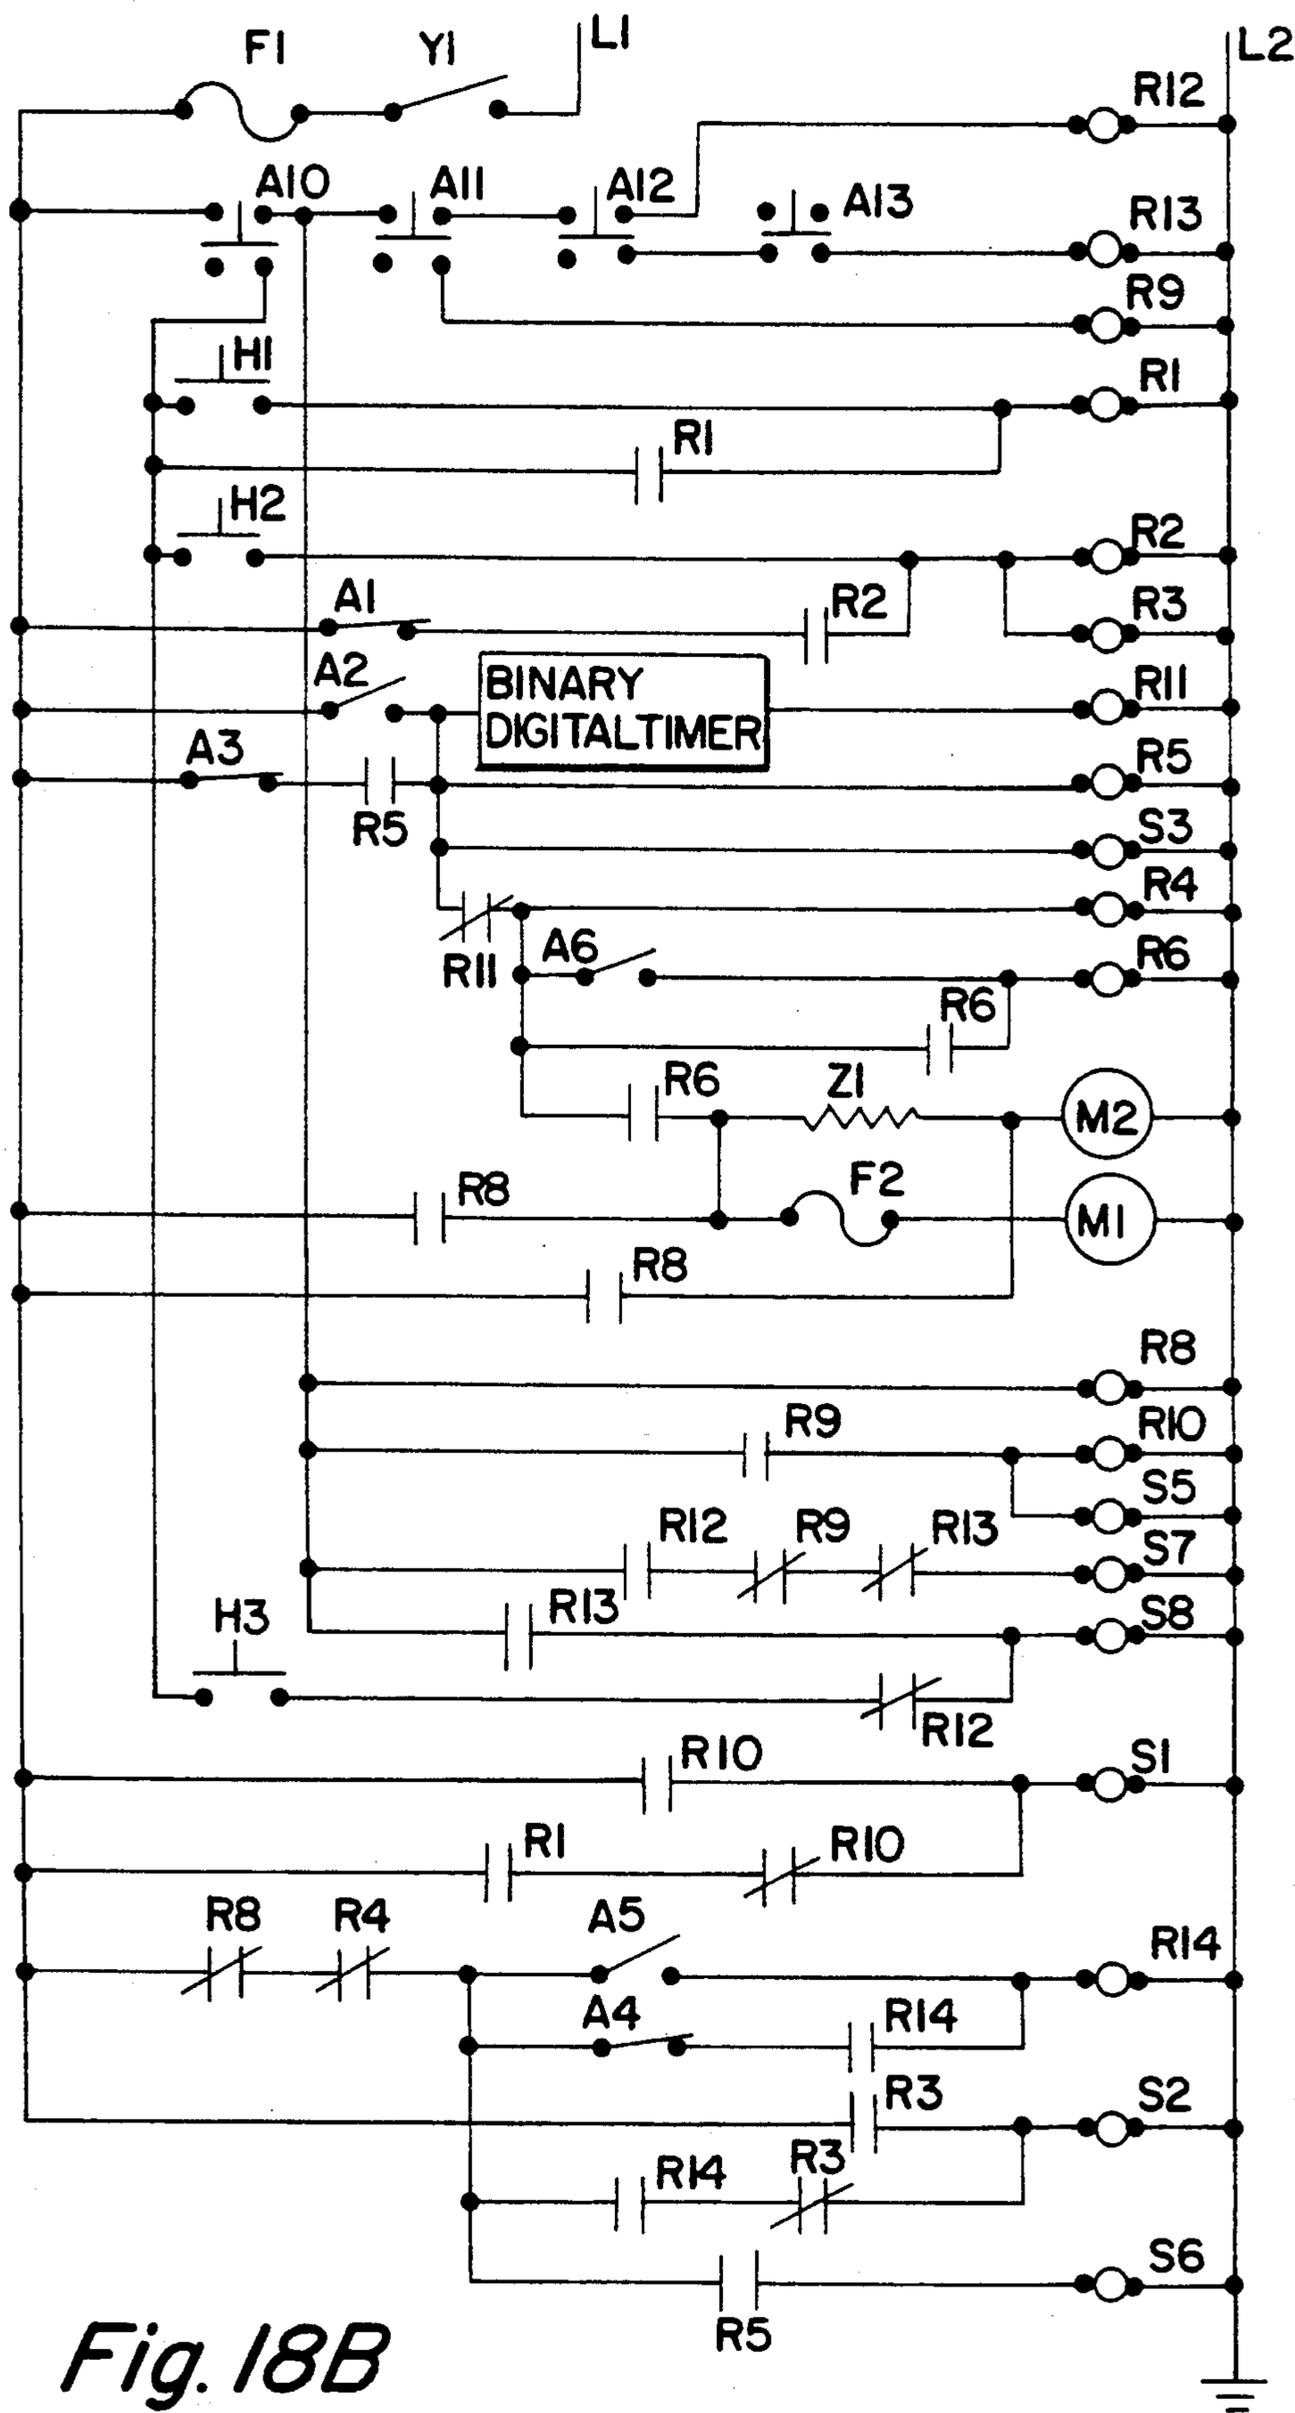 F1 Y1 L1 L2
R12
A10 A11 A12 A13 R13
R9
H1 R1
R1
H2 R2
A1 R2 R3
A2 BINARY R11
DIGITALTIMER
A3 R5
R5 S3
R4
R11 A6 R6
R6
R6 Z1 M2
R8 F2 M1
R8
R8
R9 R10
S5
R12 R9 R13 S7
H3 R13 S8
R12
R10 S1
R1 R10
R8 R4 A5 R14
A4 R14
R3 S2
R14 R3
S6
R5
Fig. 18B